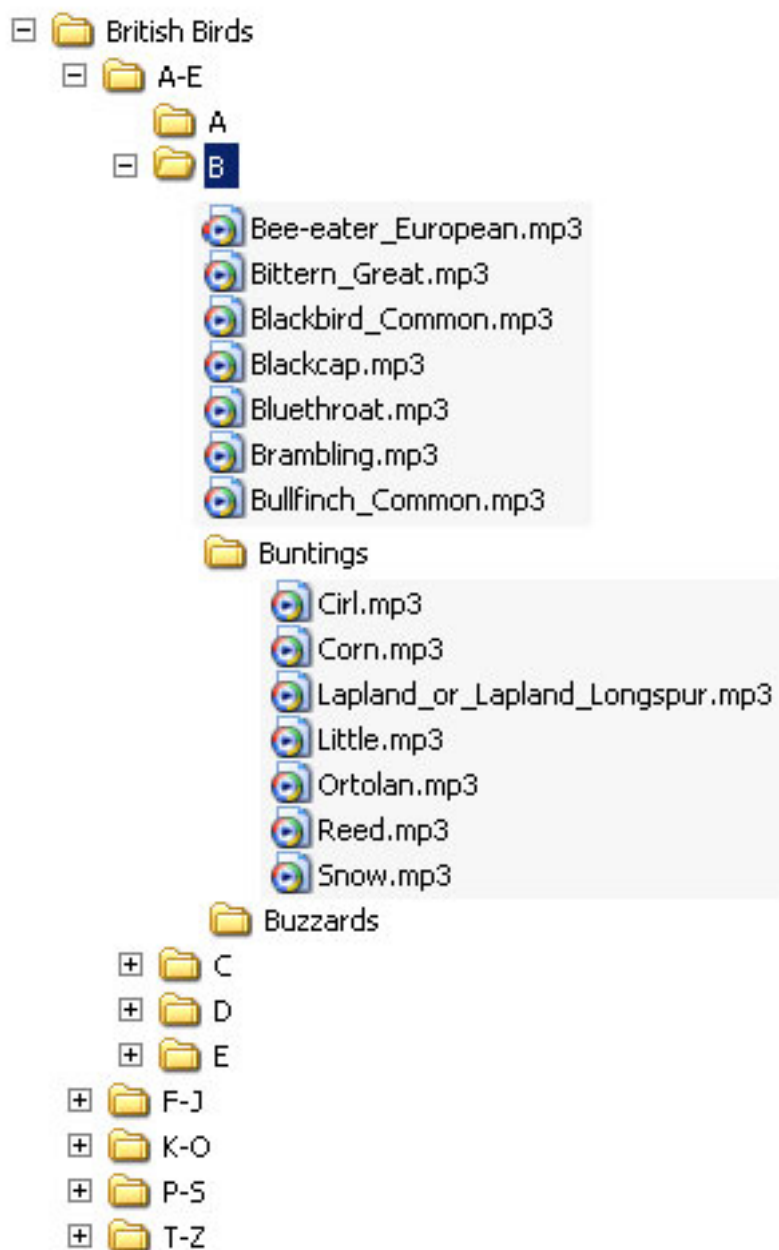 British Birds
A-E
A
B
Bee-eater_European.mp3
Bittern_Great.mp3
Blackbird_Common.mp3
Blackcap.mp3
Bluethroat.mp3
Brambling.mp3
Bullfinch_Common.mp3
Buntings
Cirl.mp3
Corn.mp3
Lapland_or_Lapland_Longspur.mp3
Little.mp3
Ortolan.mp3
Reed.mp3
Snow.mp3
Buzzards
C
D
E
F-J
K-O
P-S
T-Z